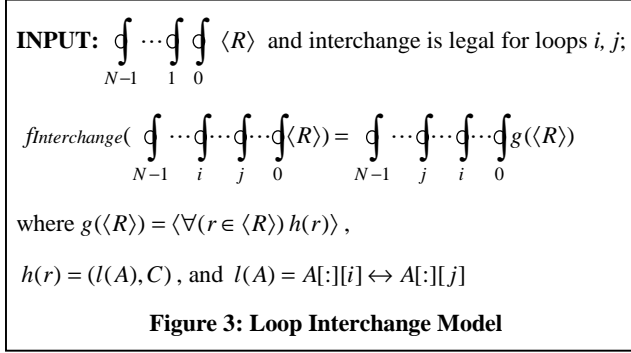 INPUT: ∮ ⋯ ∮ ∮ ⟨R⟩ and interchange is legal for loops i, j;
N−1 1 0
fInterchange( ∮ ⋯ ∮ ⋯ ∮ ⋯ ∮ ⟨R⟩) = ∮ ⋯ ∮ ⋯ ∮ ⋯ ∮ g(⟨R⟩)
N−1 i j 0 N−1 j i 0
where g(⟨R⟩) = ⟨∀(r ∈ ⟨R⟩) h(r)⟩ ,
h(r) = (l(A), C) , and l(A) = A[:][i] ↔ A[:][j]
Figure 3: Loop Interchange Model